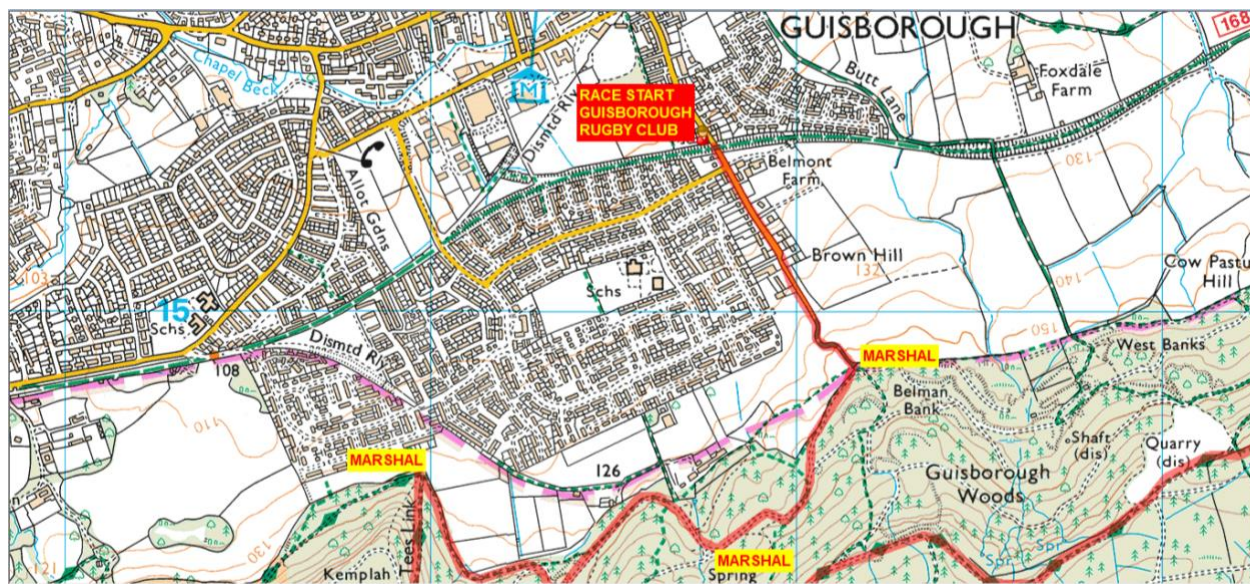 GUISBOROUGH
168
Chapel Beck
M
Foxdale
Farm
Butt Lane
RACE START
GUISBOROUGH
RUGBY CLUB
Dismtd Rly
130
Belmont
Farm
Allot Gdns
Brown Hill
132
140
Cow Pastu
Hill
103
Schs
15
Schs
150
MARSHAL
West Banks
Dismtd Rly
108
Belman
Bank
110
Shaft
(dis)
Quarry
(dis)
MARSHAL
126
Guisborough
Woods
130
121
Kemplah
Tees Link
MARSHAL
Spring
Spr